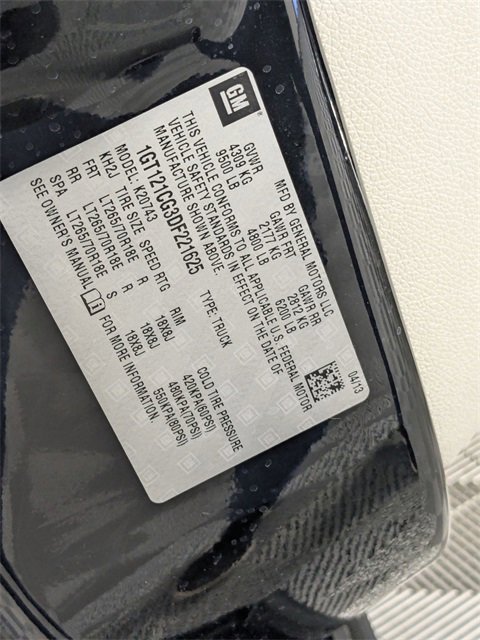 GM
MFD BY GENERAL MOTORS LLC
04/13
GVWR GAWR FRT GAWR RR
4309 KG 2177 KG 2812 KG
9500 LB 4800 LB 6200 LB
THIS VEHICLE CONFORMS TO ALL APPLICABLE U.S. FEDERAL MOTOR
VEHICLE SAFETY STANDARDS IN EFFECT ON THE DATE OF
MANUFACTURE SHOWN ABOVE.
1GT121CG3DF221625 TYPE: TRUCK
MODEL: K20743
KH2J TIRE SIZE SPEED RTG RIM COLD TIRE PRESSURE
FRT LT265/70R18E R 18X8J 420KPA(60PSI)
RR LT265/70R18E R 18X8J 480KPA(70PSI)
SPA LT265/70R18E S 18X8J 550KPA(80PSI)
SEE OWNER'S MANUAL FOR MORE INFORMATION.